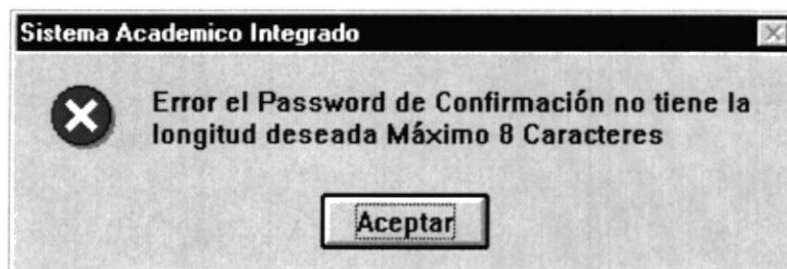 Sistema Academico Integrado
Error el Password de Confirmación no tiene la
longitud deseada Máximo 8 Caracteres
Aceptar